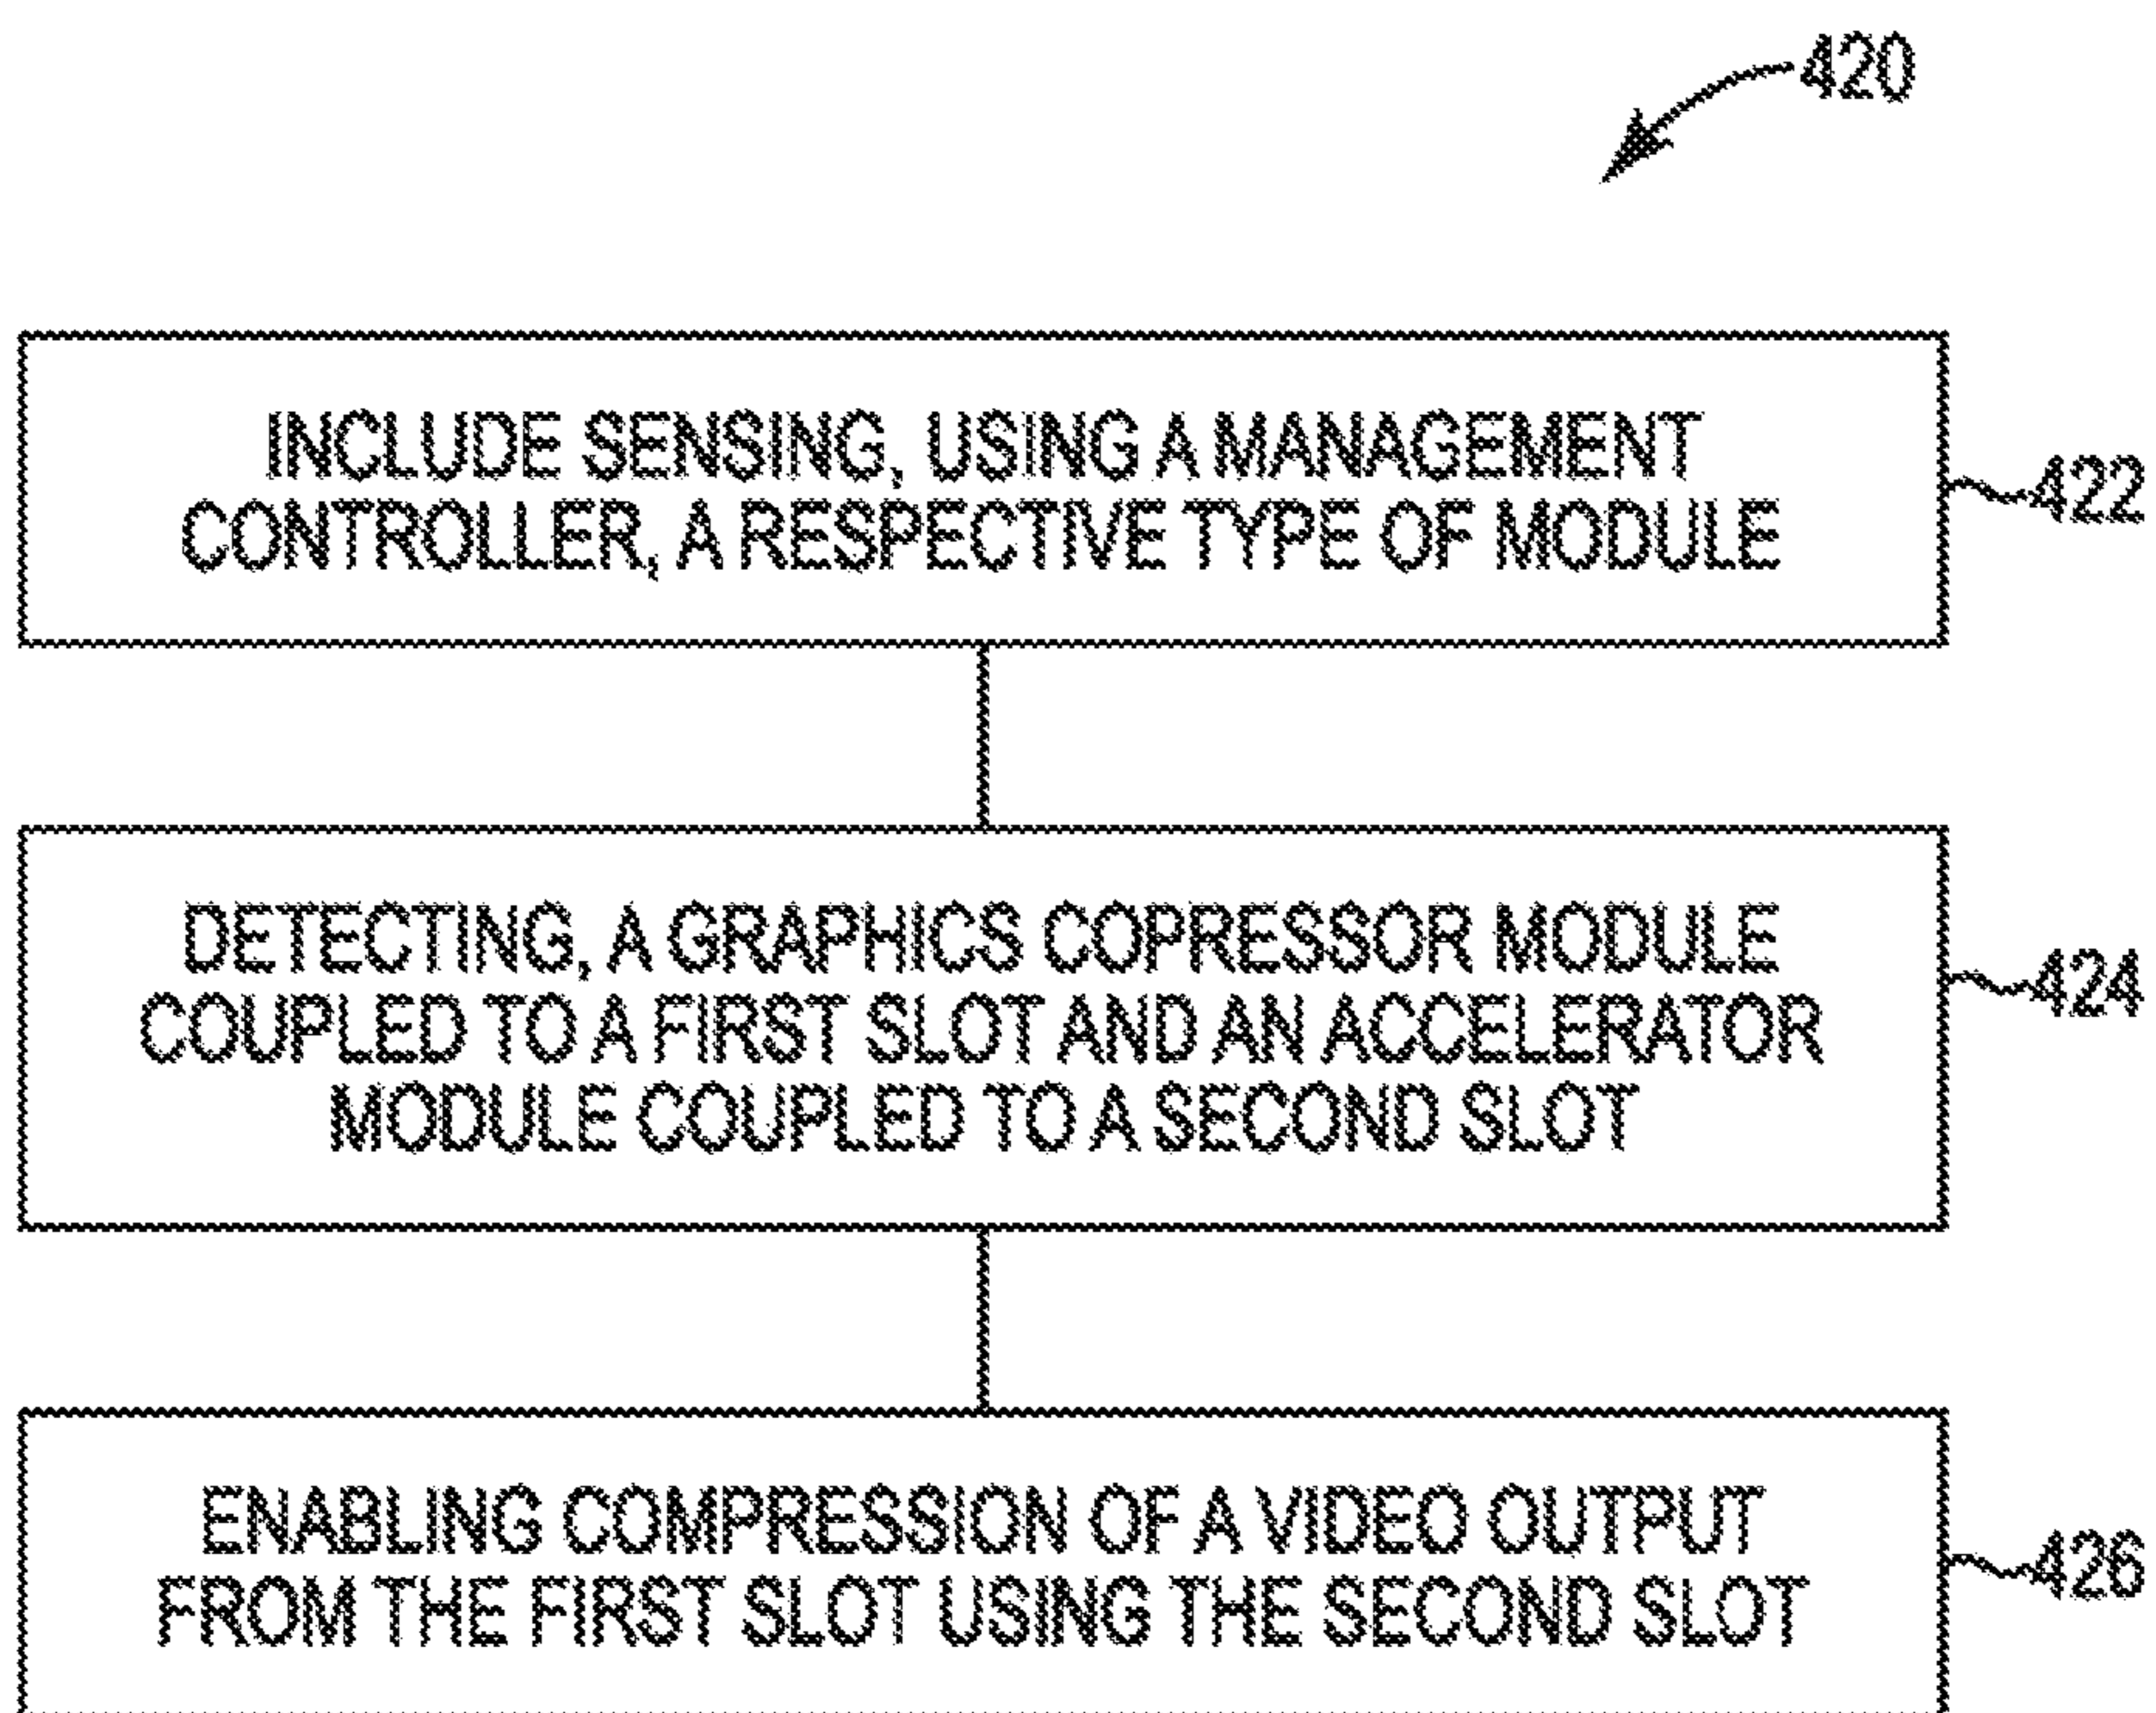 420
INCLUDE SENSING, USING A MANAGEMENT
CONTROLLER, A RESPECTIVE TYPE OF MODULE
422
DETECTING, A GRAPHICS COPRESSOR MODULE
COUPLED TO A FIRST SLOT AND AN ACCELERATOR
MODULE COUPLED TO A SECOND SLOT
424
ENABLING COMPRESSION OF A VIDEO OUTPUT
FROM THE FIRST SLOT USING THE SECOND SLOT
426